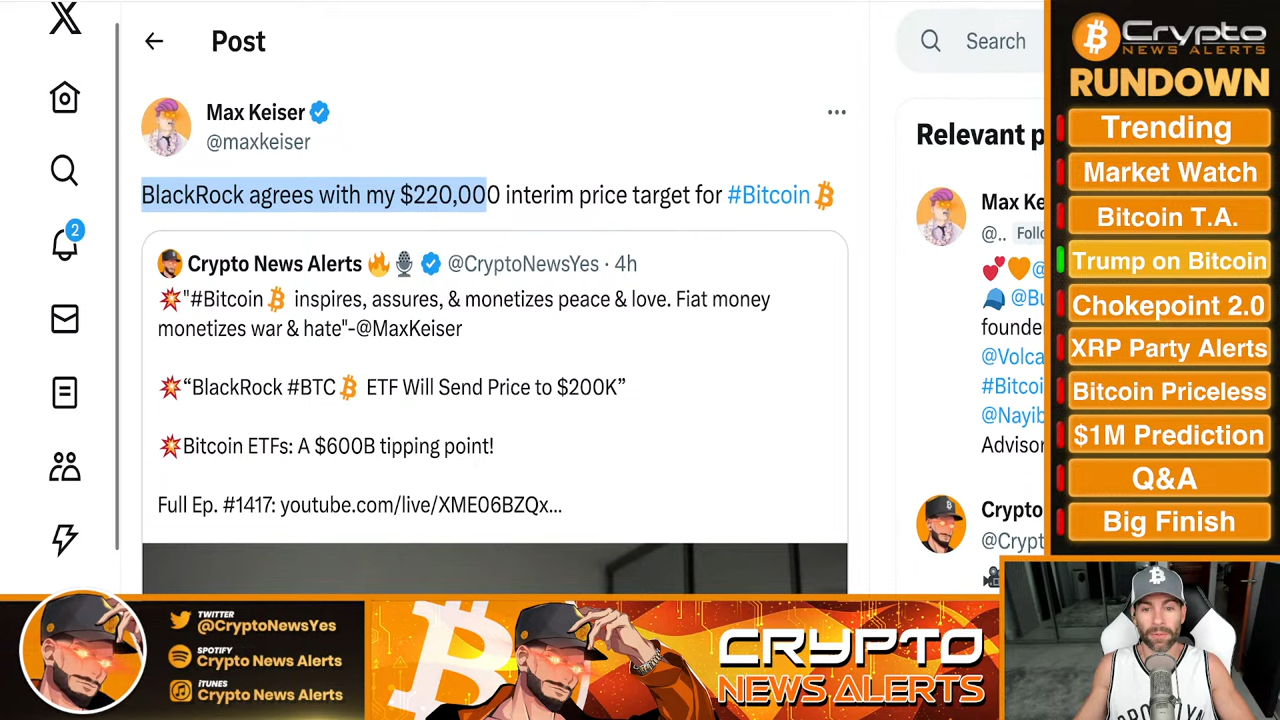 Post
Search
Max Keiser
@maxkeiser
BlackRock agrees with my $220,000 interim price target for #Bitcoin
Crypto News Alerts @CryptoNewsYes · 4h
"#Bitcoin inspires, assures, & monetizes peace & love. Fiat money
monetizes war & hate"-@MaxKeiser
“BlackRock #BTC ETF Will Send Price to $200K”
Bitcoin ETFs: A $600B tipping point!
Full Ep. #1417: youtube.com/live/XME06BZQx...
2
Relevant p
Max Ke
@.. Follo
@
@Bu
founde
@Volca
#Bitcoi
@Nayib
Advisor
Crypto
@Crypt
Crypto
NEWS ALERTS
RUNDOWN
Trending
Market Watch
Bitcoin T.A.
Trump on Bitcoin
Chokepoint 2.0
XRP Party Alerts
Bitcoin Priceless
$1M Prediction
Q&A
Big Finish
TWITTER
@CryptoNewsYes
SPOTIFY
Crypto News Alerts
iTUNES
Crypto News Alerts
CRYPTO
NEWS ALERTS